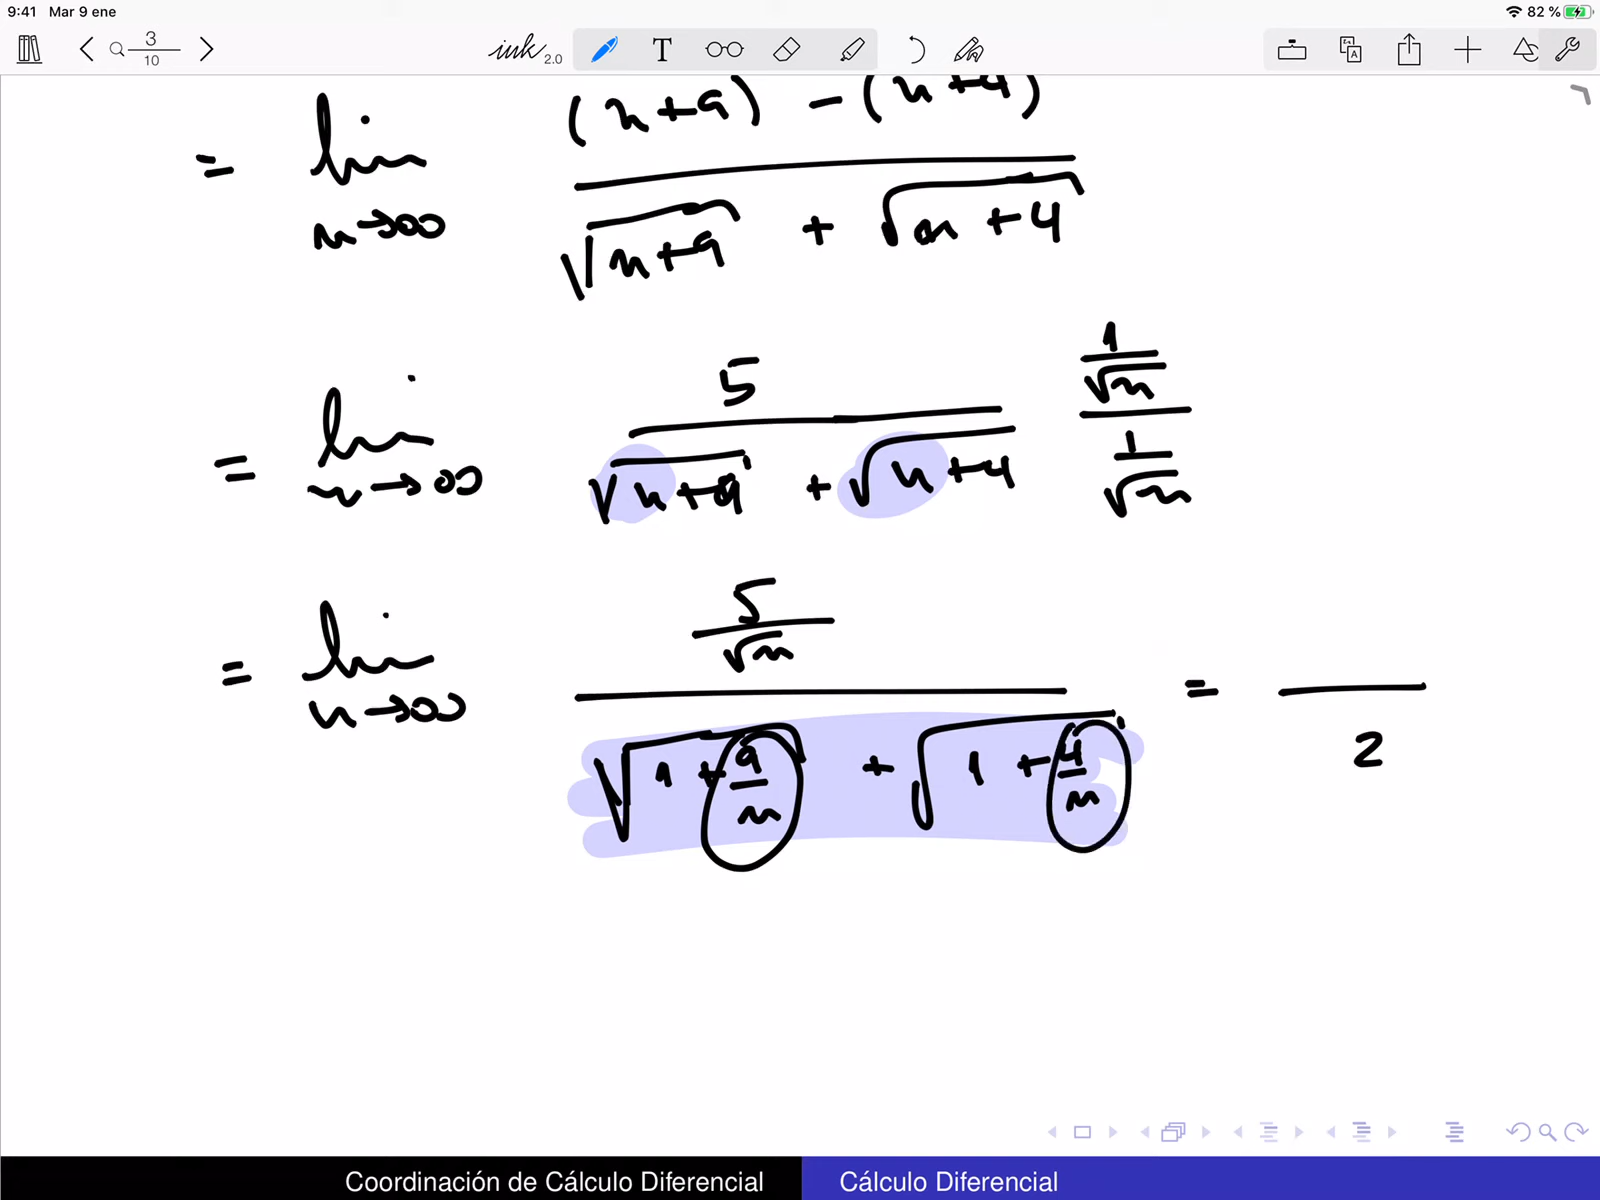 9:41 Mar 9 ene 82 %
3
10
ink 2.0 T
= lim n→∞ ((n+9) - (n+4)) / (√(n+9) + √(n+4))
= lim n→∞ 5 / (√(n+9) + √(n+4)) (1/√n) / (1/√n)
= lim n→∞ (5/√n) / (√(1 + 9/n) + √(1 + 4/n)) = / 2
Coordinación de Cálculo Diferencial Cálculo Diferencial